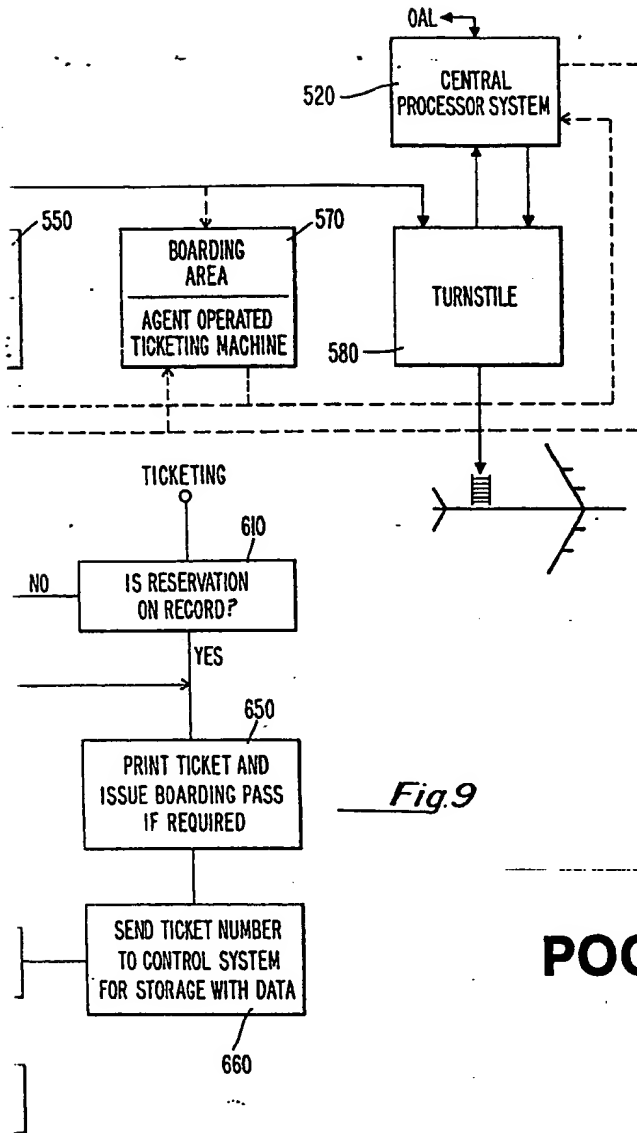 OAL
520
CENTRAL
PROCESSOR SYSTEM
550
570
BOARDING
AREA
AGENT OPERATED
TICKETING MACHINE
TURNSTILE
580
TICKETING
610
NO
IS RESERVATION
ON RECORD?
YES
650
PRINT TICKET AND
ISSUE BOARDING PASS
IF REQUIRED
Fig.9
SEND TICKET NUMBER
TO CONTROL SYSTEM
FOR STORAGE WITH DATA
660